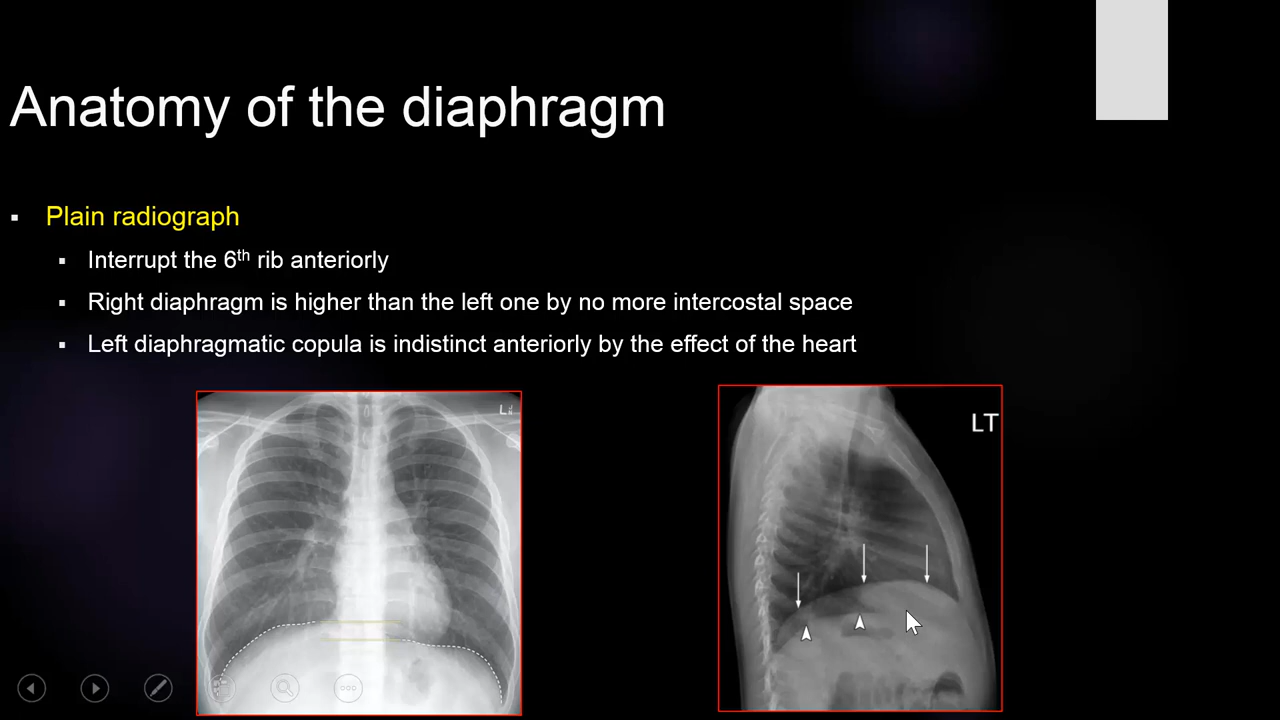 Anatomy of the diaphragm
▪ Plain radiograph
▪ Interrupt the 6th rib anteriorly
▪ Right diaphragm is higher than the left one by no more intercostal space
▪ Left diaphragmatic copula is indistinct anteriorly by the effect of the heart
LT